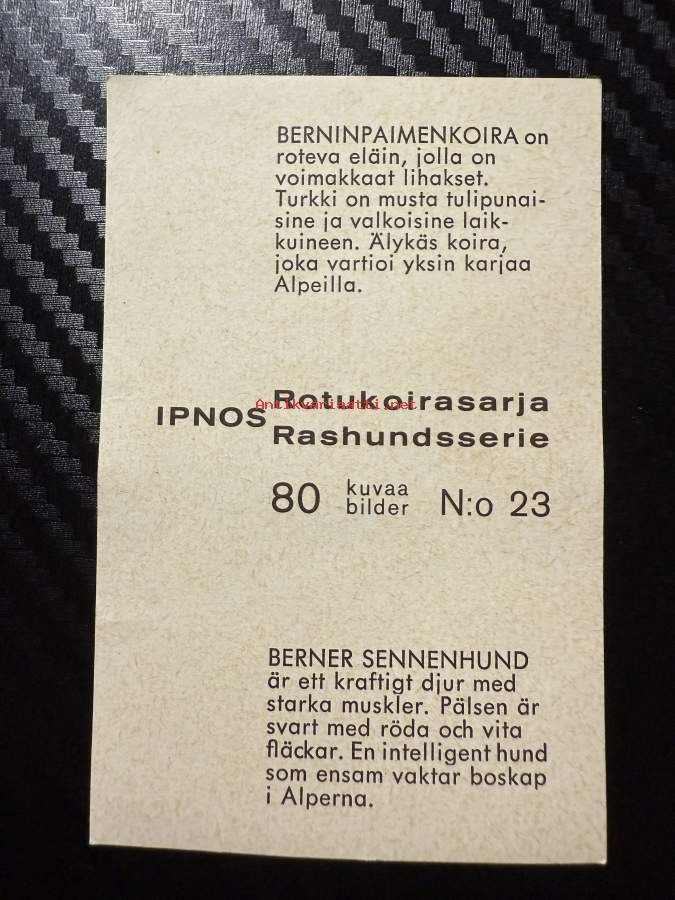 BERNINPAIMENKOIRA on
roteva eläin, jolla on
voimakkaat lihakset.
Turkki on musta tulipunai-
sine ja valkoisine laik-
kuineen. Älykäs koira,
joka vartioi yksin karjaa
Alpeilla.
IPNOS
Rotukoirasarja
Antikvariaatti.net
Rashundsserie
80 kuvaa bilder N:o 23
BERNER SENNENHUND
är ett kraftigt djur med
starka muskler. Pälsen är
svart med röda och vita
fläckar. En intelligent hund
som ensam vaktar boskap
i Alperna.